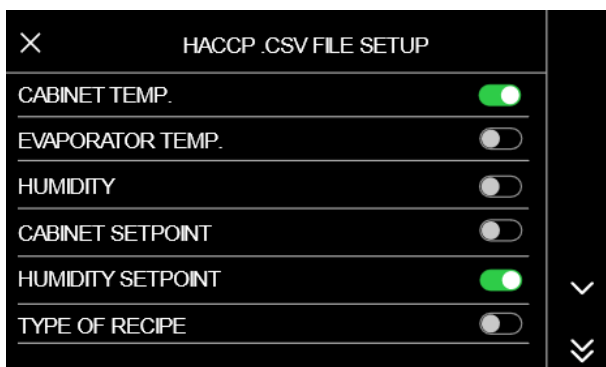 HACCP .CSV FILE SETUP
CABINET TEMP.
EVAPORATOR TEMP.
HUMIDITY
CABINET SETPOINT
HUMIDITY SETPOINT
TYPE OF RECIPE